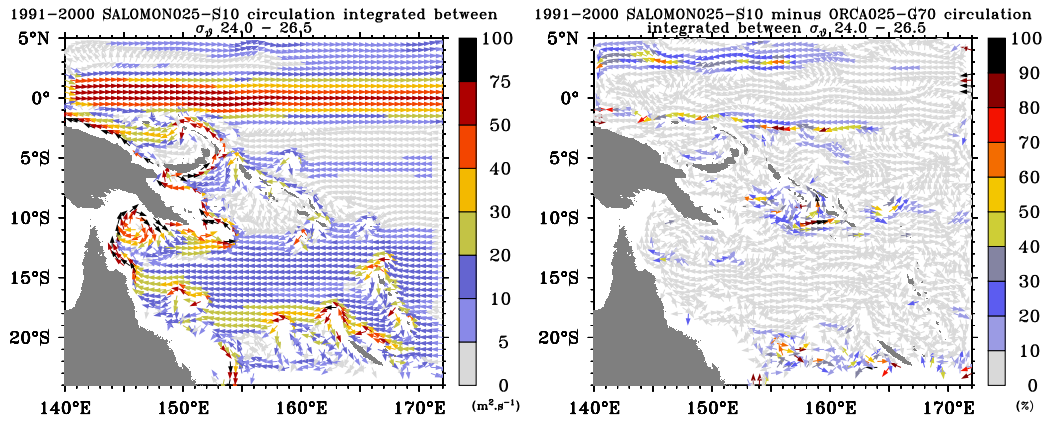 1991-2000 SALOMON025-S10 circulation integrated between
σϑ 24.0 - 26.5
5°N
0°
5°S
10°S
15°S
20°S
140°E 150°E 160°E 170°E
100
75
50
40
30
20
10
5
0
(m².s⁻¹)
1991-2000 SALOMON025-S10 minus ORCA025-G70 circulation
integrated between σϑ 24.0 - 26.5
5°N
0°
5°S
10°S
15°S
20°S
140°E 150°E 160°E 170°E
100
90
80
70
60
50
40
30
20
10
0
(%)